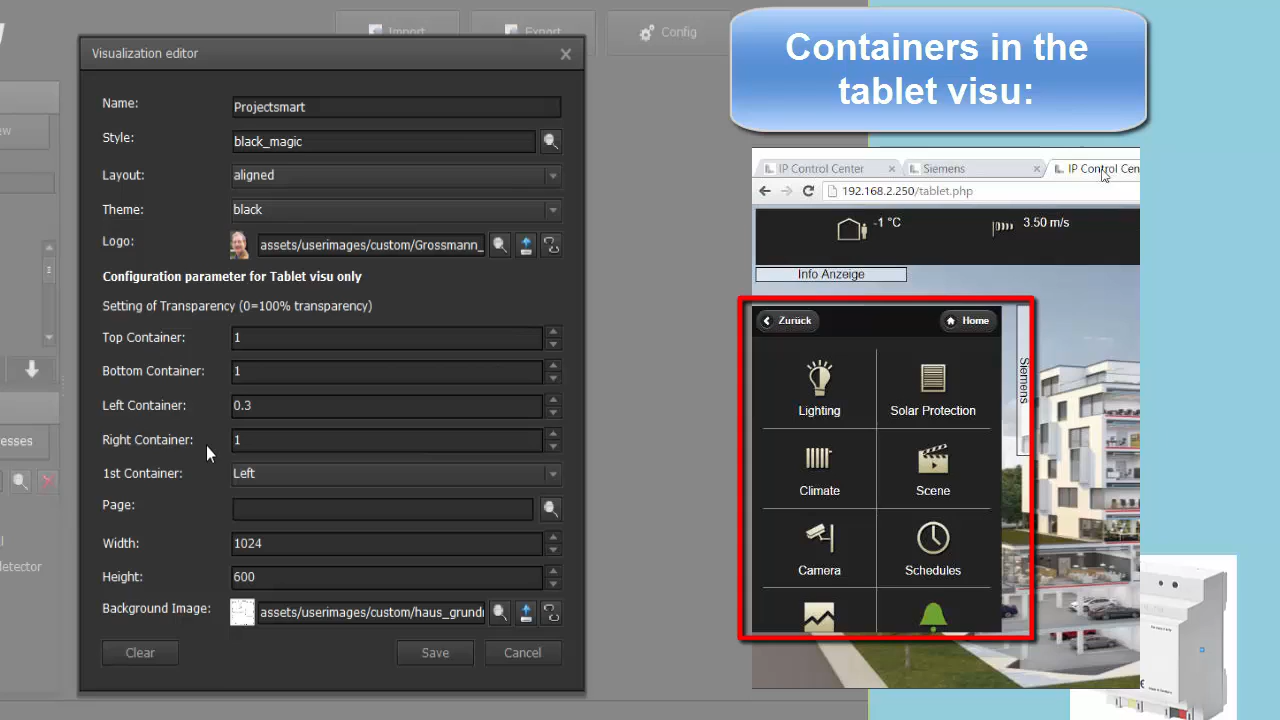 Import
Export
Config
Containers in the
tablet visu:
Visualization editor
Name:
Projectsmart
Style:
black_magic
Layout:
aligned
Theme:
black
Logo:
assets/userimages/custom/Grossmann_
Configuration parameter for Tablet visu only
Setting of Transparency (0=100% transparency)
Top Container:
1
Bottom Container:
1
Left Container:
0.3
Right Container:
1
1st Container:
Left
Page:
Width:
1024
Height:
600
Background Image:
assets/userimages/custom/haus_grundr
Clear
Save
Cancel
esses
detector
IP Control Center
Siemens
IP Control Cen
192.168.2.250/tablet.php
-1 °C
3.50 m/s
Info Anzeige
Zurück
Home
Siemens
Lighting
Solar Protection
Climate
Scene
Camera
Schedules